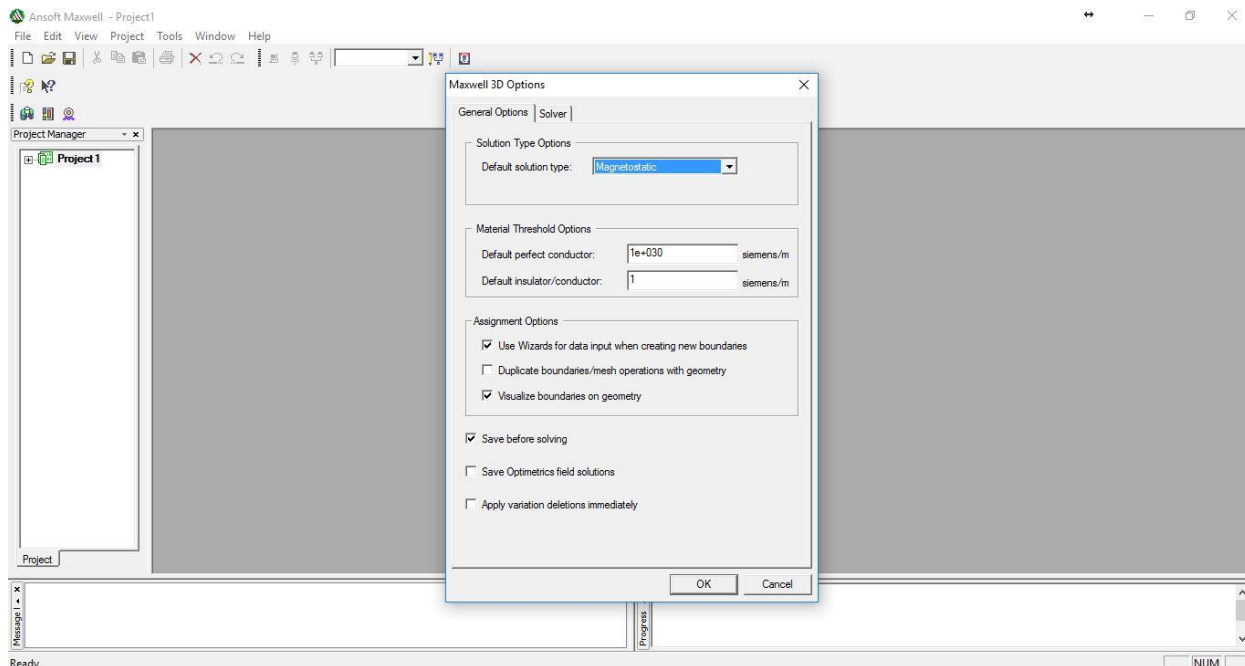 Ansoft Maxwell - Project1
File Edit View Project Tools Window Help
Project Manager
Project1
Project
Maxwell 3D Options
General Options Solver
Solution Type Options
Default solution type: Magnetostatic
Material Threshold Options
Default perfect conductor: 1e+030 siemens/m
Default insulator/conductor: 1 siemens/m
Assignment Options
Use Wizards for data input when creating new boundaries
Duplicate boundaries/mesh operations with geometry
Visualize boundaries on geometry
Save before solving
Save Optimetrics field solutions
Apply variation deletions immediately
OK Cancel
Message
Progress
Ready NUM